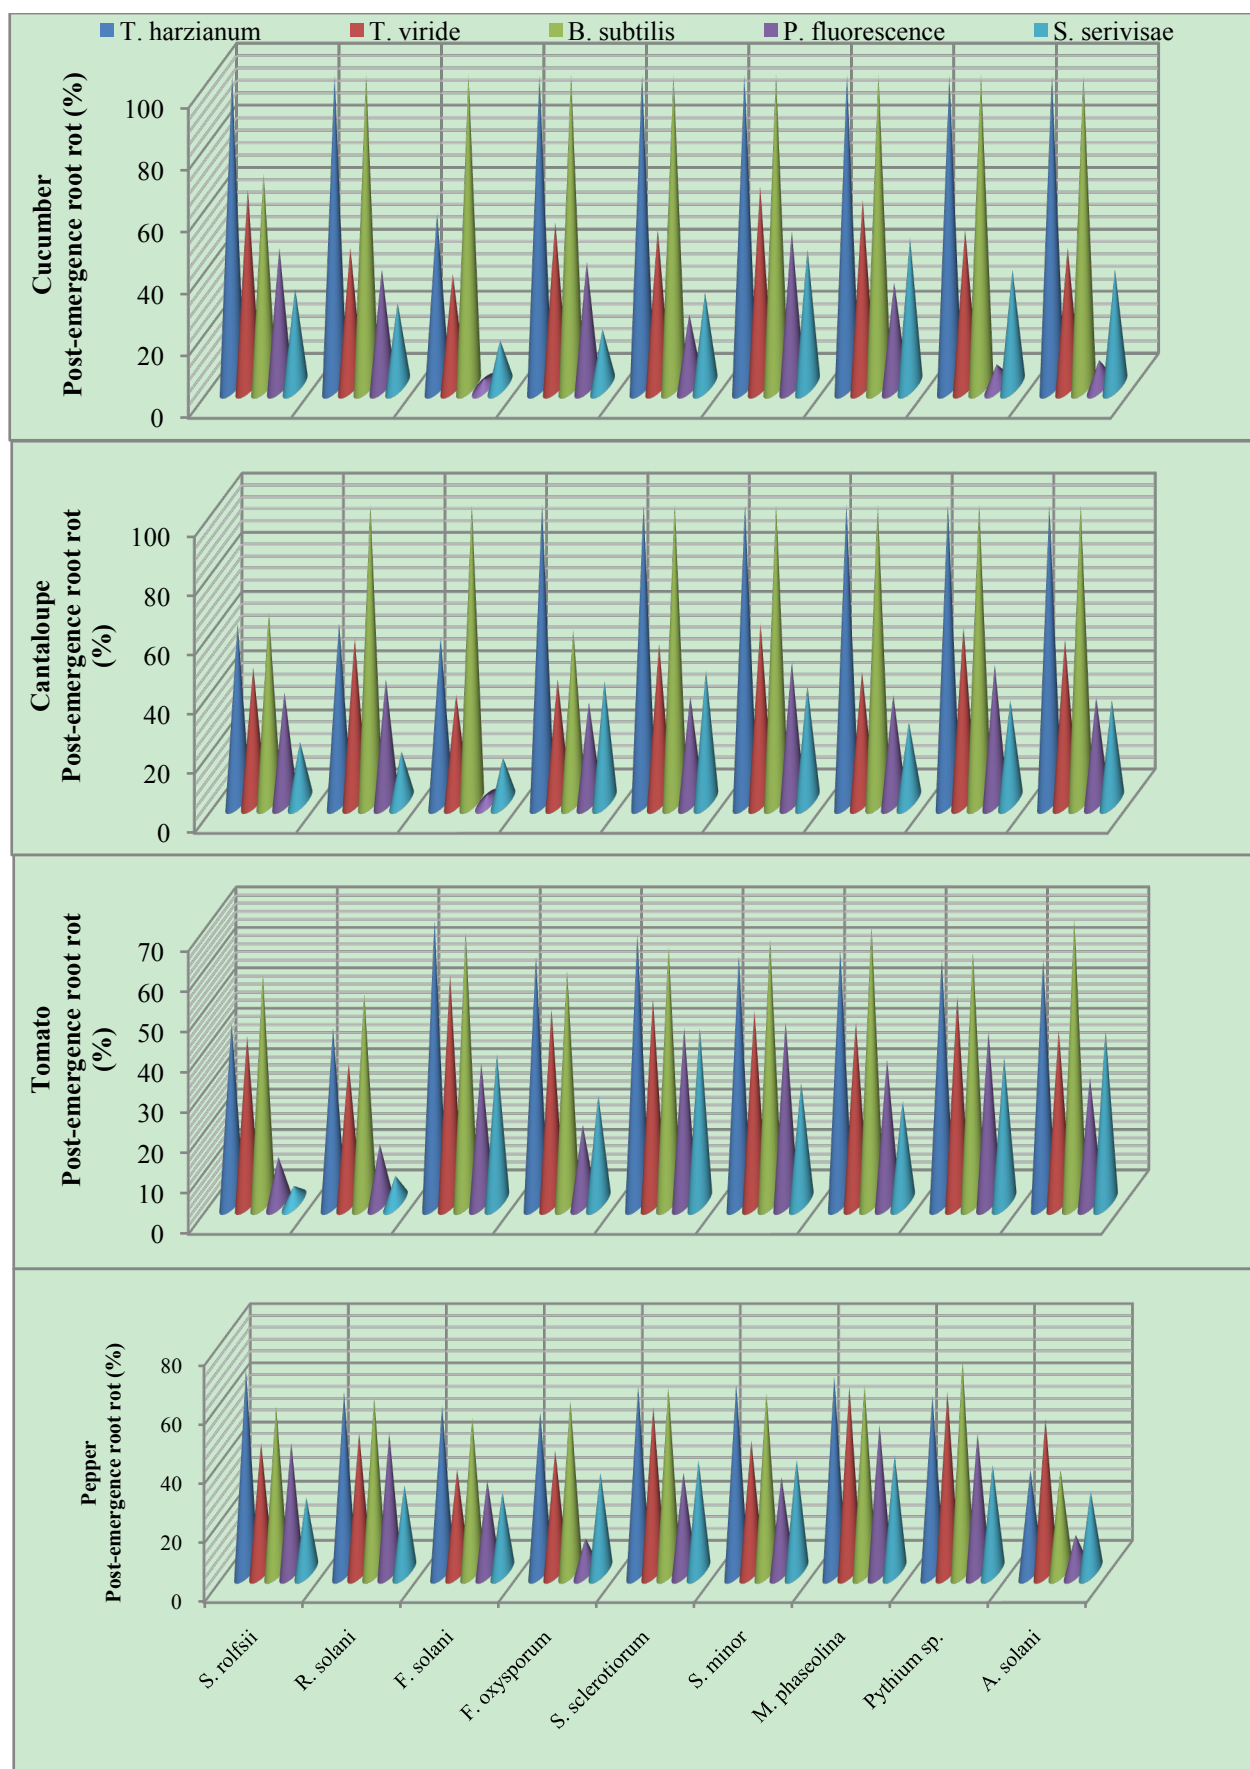 T. harzianum T. viride B. subtilis P. fluorescence S. serivisae
Cucumber
Post-emergence root rot (%)
100
80
60
40
20
0
Cantaloupe
Post-emergence root rot
(%)
100
80
60
40
20
0
Tomato
Post-emergence root rot
(%)
70
60
50
40
30
20
10
0
Pepper
Post-emergence root rot (%)
80
60
40
20
0
S. rolfsii
R. solani
F. solani
F. oxysporum
S. sclerotiorum
S. minor
M. phaseolina
Pythium sp.
A. solani